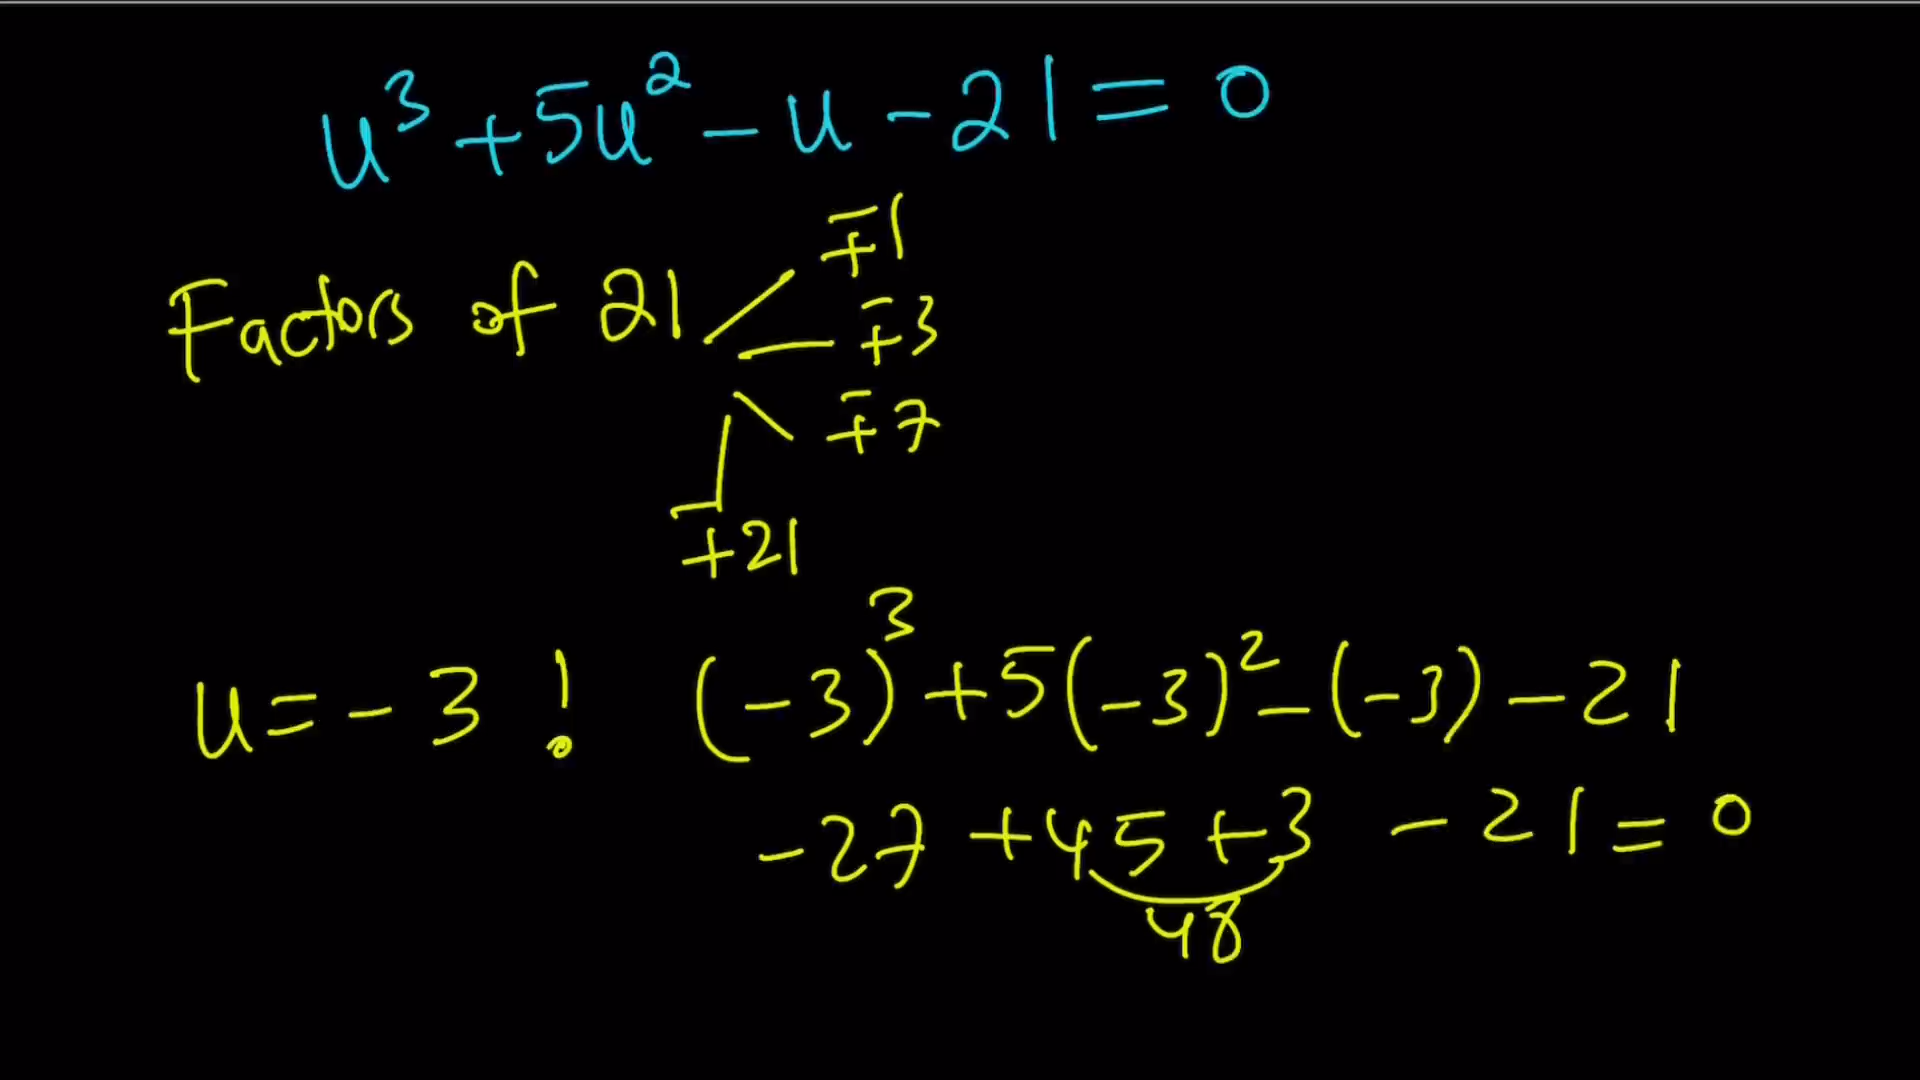 u³ + 5u² - u - 21 = 0
Factors of 21
∓1
∓3
∓7
∓21
u = -3 ! (-3)³ + 5(-3)² - (-3) - 21
-27 + 45 + 3 - 21 = 0
48